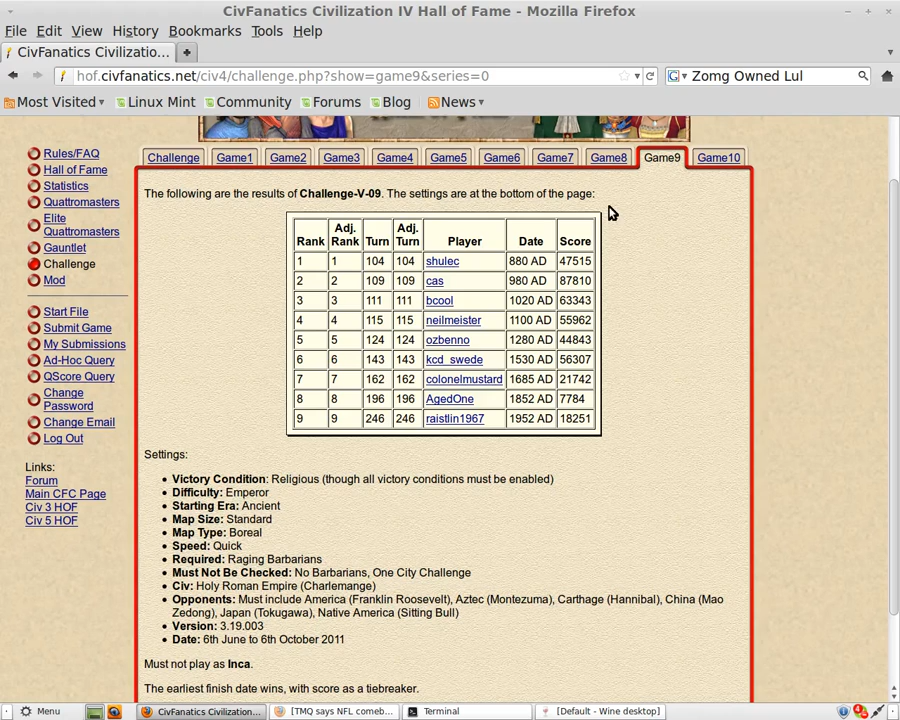 CivFanatics Civilization IV Hall of Fame - Mozilla Firefox
File Edit View History Bookmarks Tools Help
CivFanatics Civilizatio...
hof.civfanatics.net/civ4/challenge.php?show=game9&series=0
Zomg Owned Lul
Most Visited Linux Mint Community Forums Blog News
Rules/FAQ
Hall of Fame
Statistics
Quattromasters
Elite
Quattromasters
Gauntlet
Challenge
Mod
Start File
Submit Game
My Submissions
Ad-Hoc Query
QScore Query
Change
Password
Change Email
Log Out
Links:
Forum
Main CFC Page
Civ 3 HOF
Civ 5 HOF
Challenge Game1 Game2 Game3 Game4 Game5 Game6 Game7 Game8 Game9 Game10
The following are the results of Challenge-V-09. The settings are at the bottom of the page:
Rank Adj. Rank Turn Adj. Turn Player Date Score
1 1 104 104 shulec 880 AD 47515
2 2 109 109 cas 980 AD 87810
3 3 111 111 bcool 1020 AD 63343
4 4 115 115 neilmeister 1100 AD 55962
5 5 124 124 ozbenno 1280 AD 44843
6 6 143 143 kcd_swede 1530 AD 56307
7 7 162 162 colonelmustard 1685 AD 21742
8 8 196 196 AgedOne 1852 AD 7784
9 9 246 246 raistlin1967 1952 AD 18251
Settings:
Victory Condition: Religious (though all victory conditions must be enabled)
Difficulty: Emperor
Starting Era: Ancient
Map Size: Standard
Map Type: Boreal
Speed: Quick
Required: Raging Barbarians
Must Not Be Checked: No Barbarians, One City Challenge
Civ: Holy Roman Empire (Charlemange)
Opponents: Must include America (Franklin Roosevelt), Aztec (Montezuma), Carthage (Hannibal), China (Mao
Zedong), Japan (Tokugawa), Native America (Sitting Bull)
Version: 3.19.003
Date: 6th June to 6th October 2011
Must not play as Inca.
The earliest finish date wins, with score as a tiebreaker.
Menu CivFanatics Civilization... [TMQ says NFL comeb... Terminal [Default - Wine desktop]